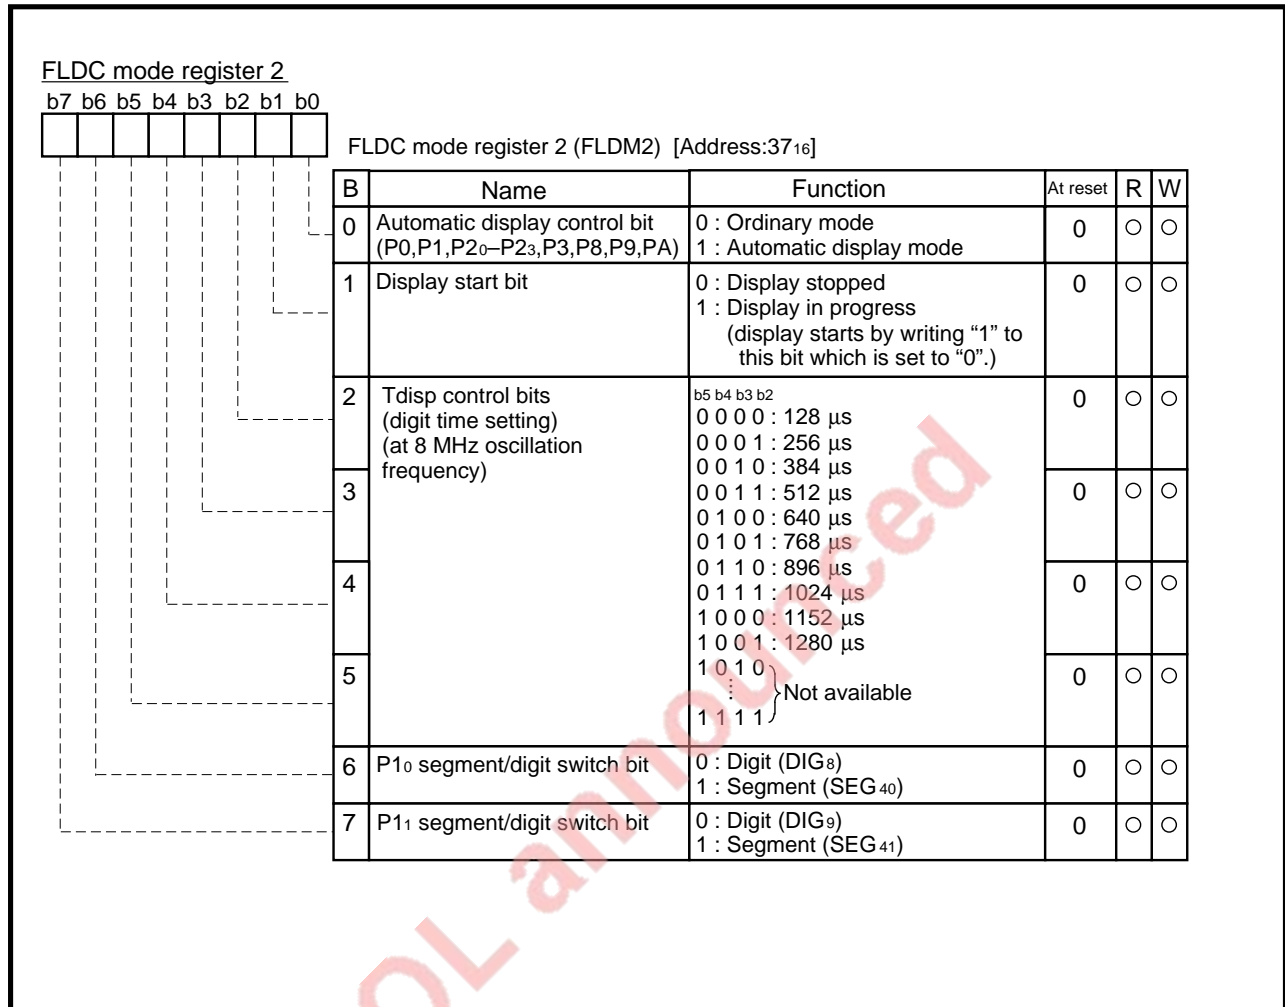 FLDC mode register 2
b7 b6 b5 b4 b3 b2 b1 b0
FLDC mode register 2 (FLDM2) [Address:3716]
B Name Function At reset R W
0 Automatic display control bit 0 : Ordinary mode 0 ○ ○
(P0,P1,P20–P23,P3,P8,P9,PA) 1 : Automatic display mode
1 Display start bit 0 : Display stopped 0 ○ ○
1 : Display in progress
(display starts by writing “1” to
this bit which is set to “0”.)
2 Tdisp control bits b5 b4 b3 b2 0 ○ ○
(digit time setting) 0 0 0 0 : 128 μs
(at 8 MHz oscillation 0 0 0 1 : 256 μs
frequency) 0 0 1 0 : 384 μs
3 0 0 1 1 : 512 μs 0 ○ ○
0 1 0 0 : 640 μs
0 1 0 1 : 768 μs
0 1 1 0 : 896 μs
4 0 1 1 1 : 1024 μs 0 ○ ○
1 0 0 0 : 1152 μs
1 0 0 1 : 1280 μs
5 1 0 1 0 0 ○ ○
Not available
1 1 1 1
6 P10 segment/digit switch bit 0 : Digit (DIG8) 0 ○ ○
1 : Segment (SEG40)
7 P11 segment/digit switch bit 0 : Digit (DIG9) 0 ○ ○
1 : Segment (SEG41)
OL announced